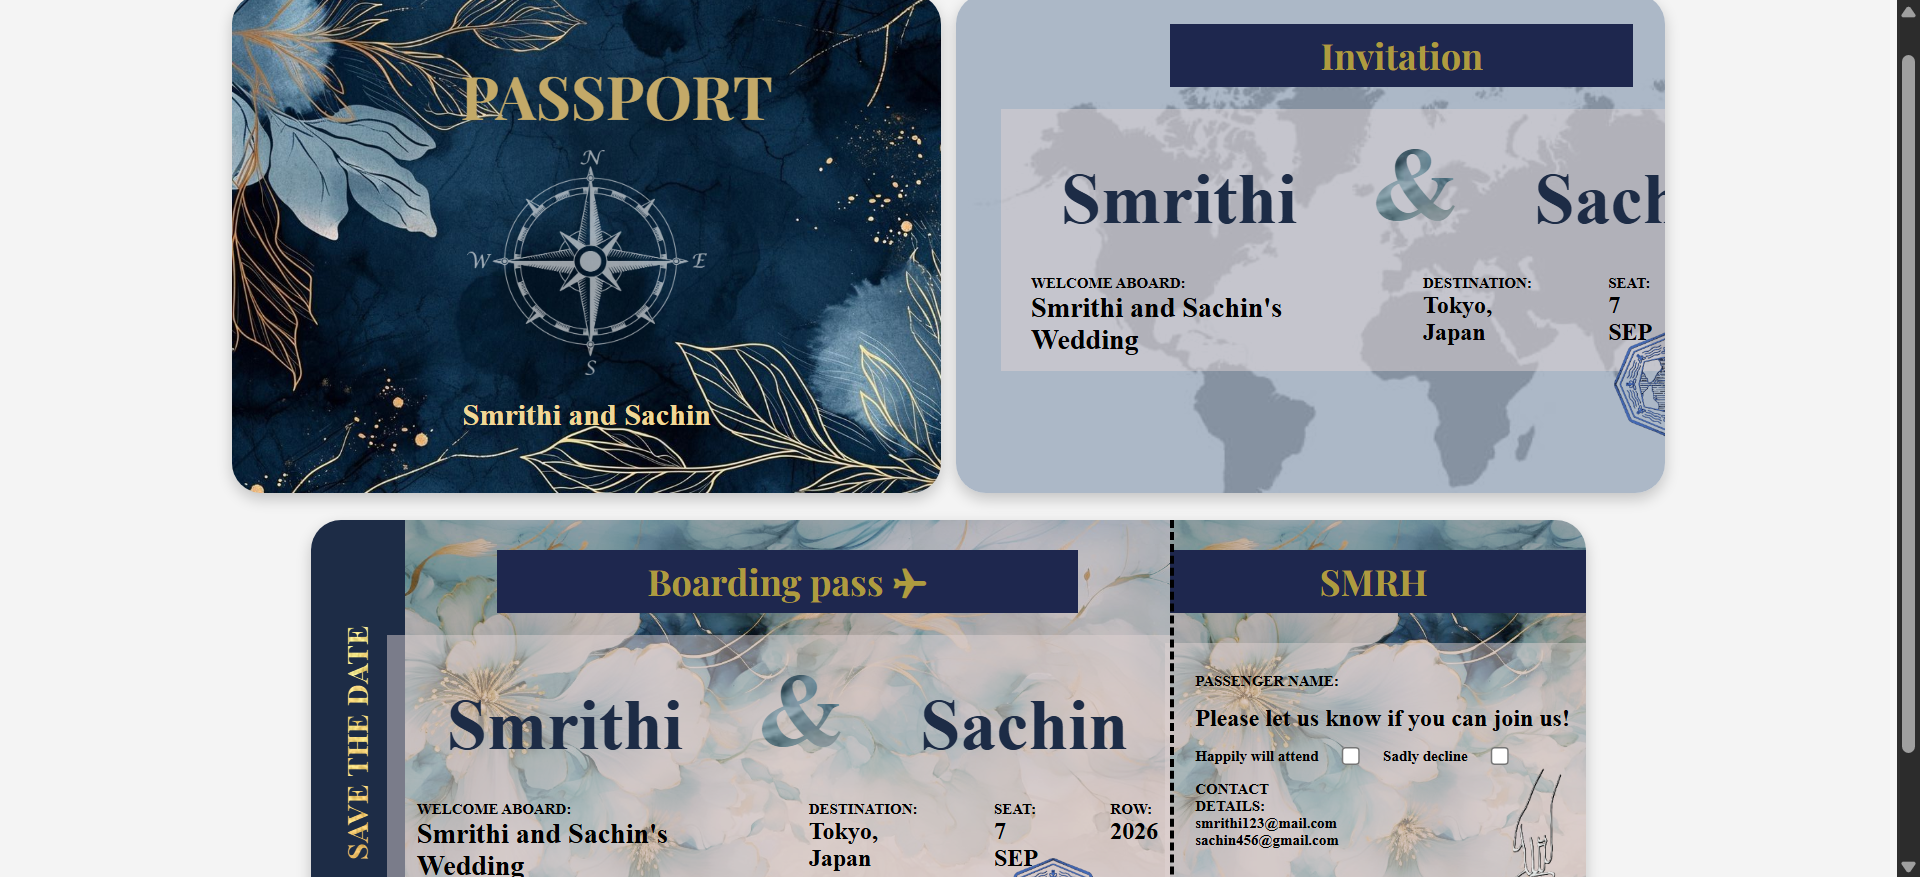 PASSPORT
N
W E
S
Smrithi and Sachin
Invitation
Smrithi & Sach
WELCOME ABOARD:
Smrithi and Sachin's
Wedding
DESTINATION:
Tokyo,
Japan
SEAT:
7
SEP
SAVE THE DATE
Boarding pass
Smrithi & Sachin
WELCOME ABOARD:
Smrithi and Sachin's
Wedding
DESTINATION:
Tokyo,
Japan
SEAT:
7
SEP
ROW:
2026
SMRH
PASSENGER NAME:
Please let us know if you can join us!
Happily will attend Sadly decline
CONTACT
DETAILS:
smrithi123@mail.com
sachin456@gmail.com